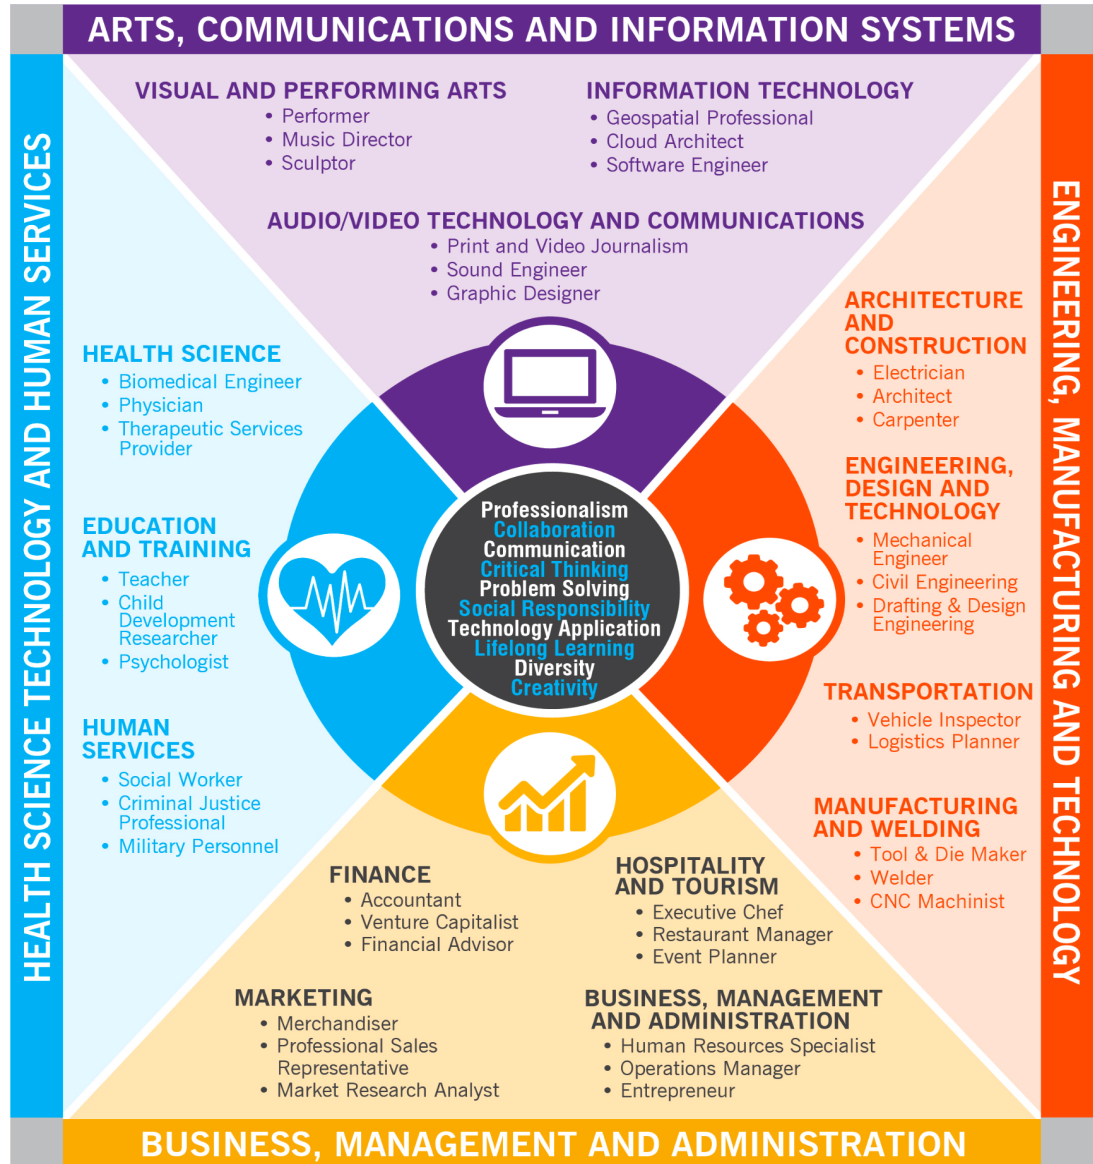 ARTS, COMMUNICATIONS AND INFORMATION SYSTEMS
VISUAL AND PERFORMING ARTS
• Performer
• Music Director
• Sculptor
INFORMATION TECHNOLOGY
• Geospatial Professional
• Cloud Architect
• Software Engineer
AUDIO/VIDEO TECHNOLOGY AND COMMUNICATIONS
• Print and Video Journalism
• Sound Engineer
• Graphic Designer
HEALTH SCIENCE TECHNOLOGY AND HUMAN SERVICES
HEALTH SCIENCE
• Biomedical Engineer
• Physician
• Therapeutic Services
Provider
EDUCATION
AND TRAINING
• Teacher
• Child
Development
Researcher
• Psychologist
HUMAN
SERVICES
• Social Worker
• Criminal Justice
Professional
• Military Personnel
Professionalism
Collaboration
Communication
Critical Thinking
Problem Solving
Social Responsibility
Technology Application
Lifelong Learning
Diversity
Creativity
ENGINEERING, MANUFACTURING AND TECHNOLOGY
ARCHITECTURE
AND
CONSTRUCTION
• Electrician
• Architect
• Carpenter
ENGINEERING,
DESIGN AND
TECHNOLOGY
• Mechanical
Engineer
• Civil Engineering
• Drafting & Design
Engineering
TRANSPORTATION
• Vehicle Inspector
• Logistics Planner
MANUFACTURING
AND WELDING
• Tool & Die Maker
• Welder
• CNC Machinist
FINANCE
• Accountant
• Venture Capitalist
• Financial Advisor
HOSPITALITY
AND TOURISM
• Executive Chef
• Restaurant Manager
• Event Planner
MARKETING
• Merchandiser
• Professional Sales
Representative
• Market Research Analyst
BUSINESS, MANAGEMENT
AND ADMINISTRATION
• Human Resources Specialist
• Operations Manager
• Entrepreneur
BUSINESS, MANAGEMENT AND ADMINISTRATION